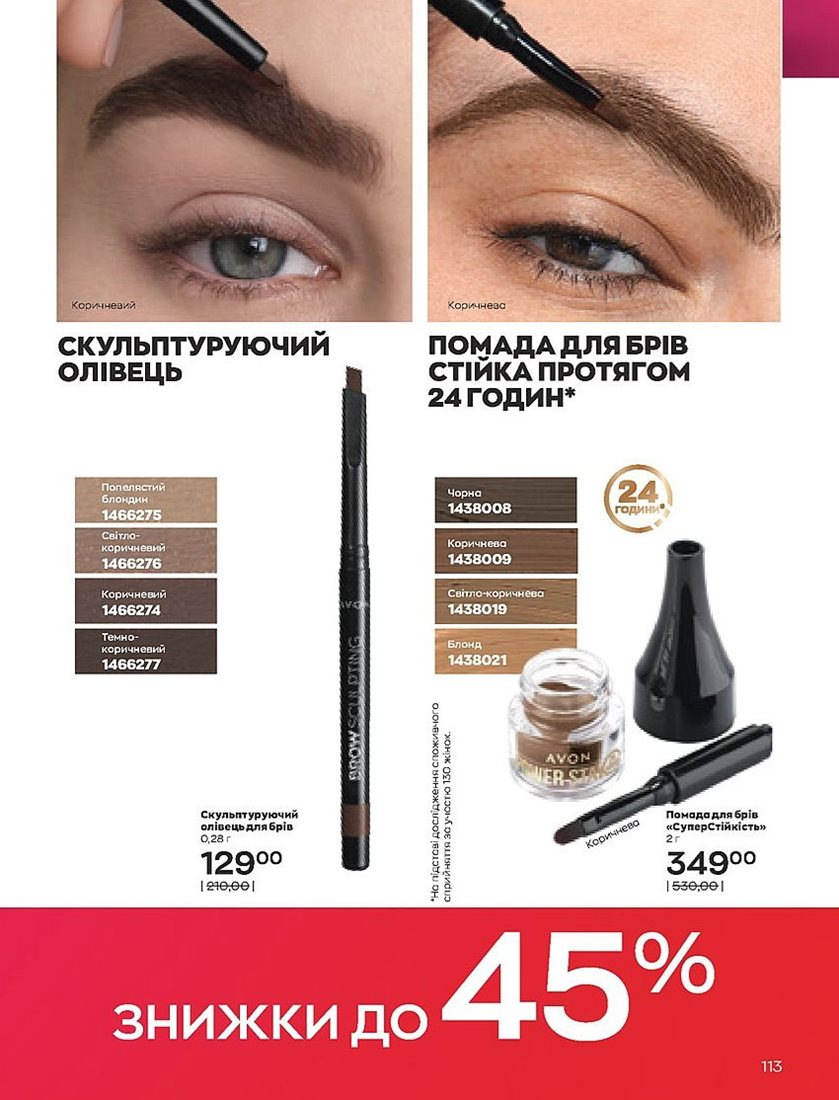 Коричневий
Коричнева
СКУЛЬПТУРУЮЧИЙ
ОЛІВЕЦЬ
ПОМАДА ДЛЯ БРІВ
СТІЙКА ПРОТЯГОМ
24 ГОДИН*
Попелястий
блондин
1466275
Світло-
коричневий
1466276
Коричневий
1466274
Темно-
коричневий
1466277
AVON
BROW SCULPTING
Чорна
1438008
Коричнева
1438009
Світло-коричнева
1438019
Блонд
1438021
24
ГОДИНИ*
AVON
Коричнева
*На підставі дослідження споживчого
сприйняття за участю 130 жінок.
Скульптуруючий
олівець для брів
0,28 г
12900
210,00
Помада для брів
«СуперСтійкість»
2 г
34900
530,00
ЗНИЖКИ ДО 45%
113